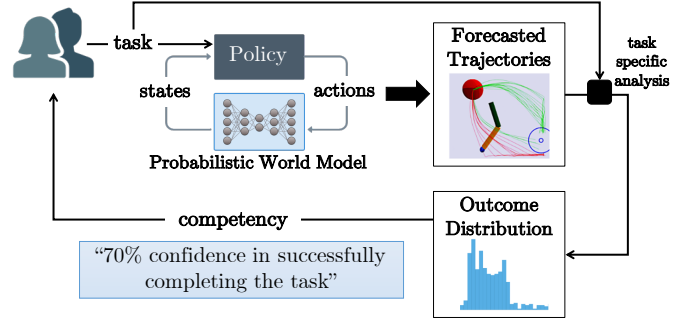 task
Policy
states
actions
Probabilistic World Model
Forecasted
Trajectories
task
specific
analysis
Outcome
Distribution
competency
“70% confidence in successfully
completing the task”